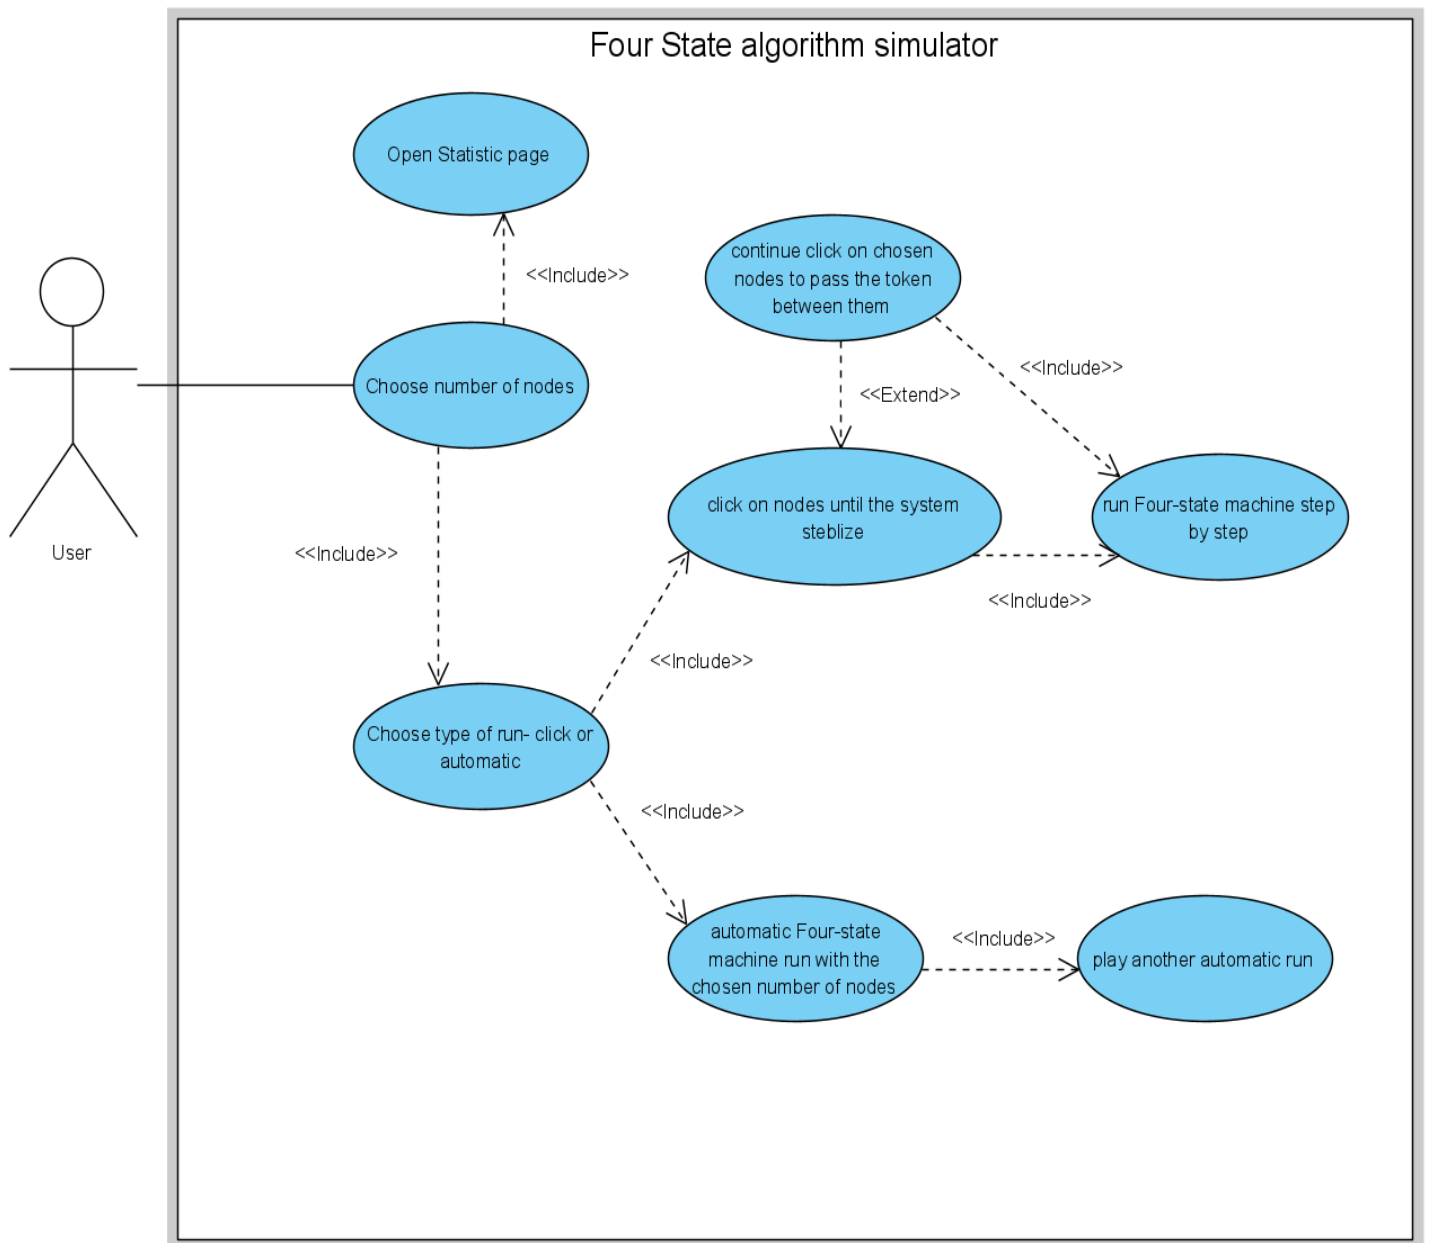 Four State algorithm simulator
Open Statistic page
<<Include>>
continue click on chosen
nodes to pass the token
between them
<<Include>>
<<Extend>>
Choose number of nodes
User
<<Include>>
click on nodes until the system
steblize
run Four-state machine step
by step
<<Include>>
<<Include>>
Choose type of run- click or
automatic
<<Include>>
automatic Four-state
machine run with the
chosen number of nodes
<<Include>>
play another automatic run